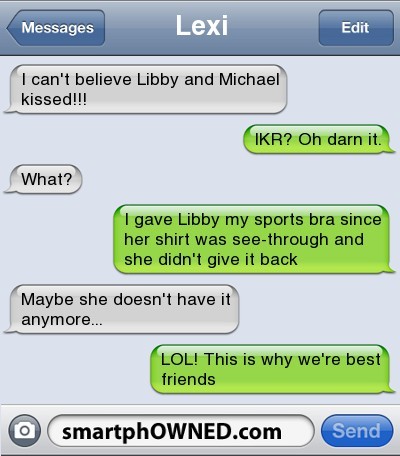 Messages
Lexi
Edit
I can't believe Libby and Michael
kissed!!!
IKR? Oh darn it.
What?
I gave Libby my sports bra since
her shirt was see-through and
she didn't give it back
Maybe she doesn't have it
anymore...
LOL! This is why we're best
friends
smartphOWNED.com
Send